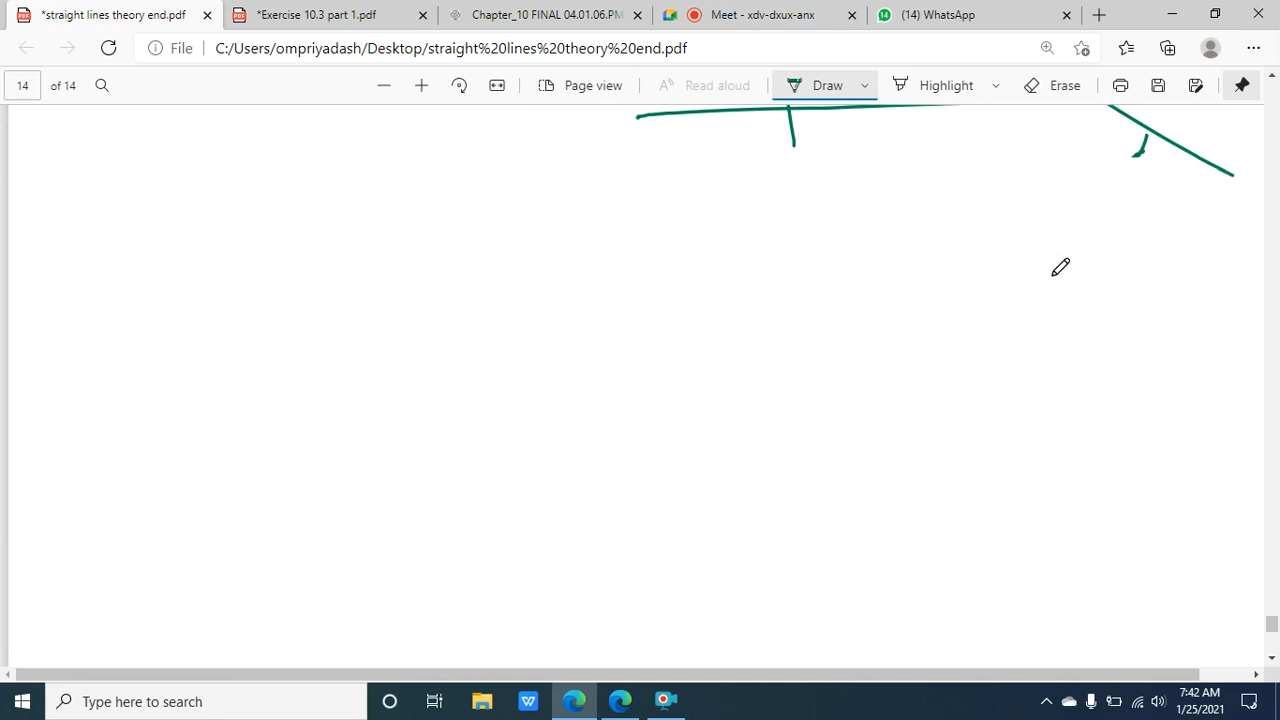 *straight lines theory end.pdf
*Exercise 10.3 part 1.pdf
Chapter_10 FINAL 04.01.06.PM
Meet - xdv-dxux-anx
14 (14) WhatsApp
File C:/Users/ompriyadash/Desktop/straight%20lines%20theory%20end.pdf
14 of 14 Page view Read aloud Draw Highlight Erase
Type here to search
7:42 AM
1/25/2021